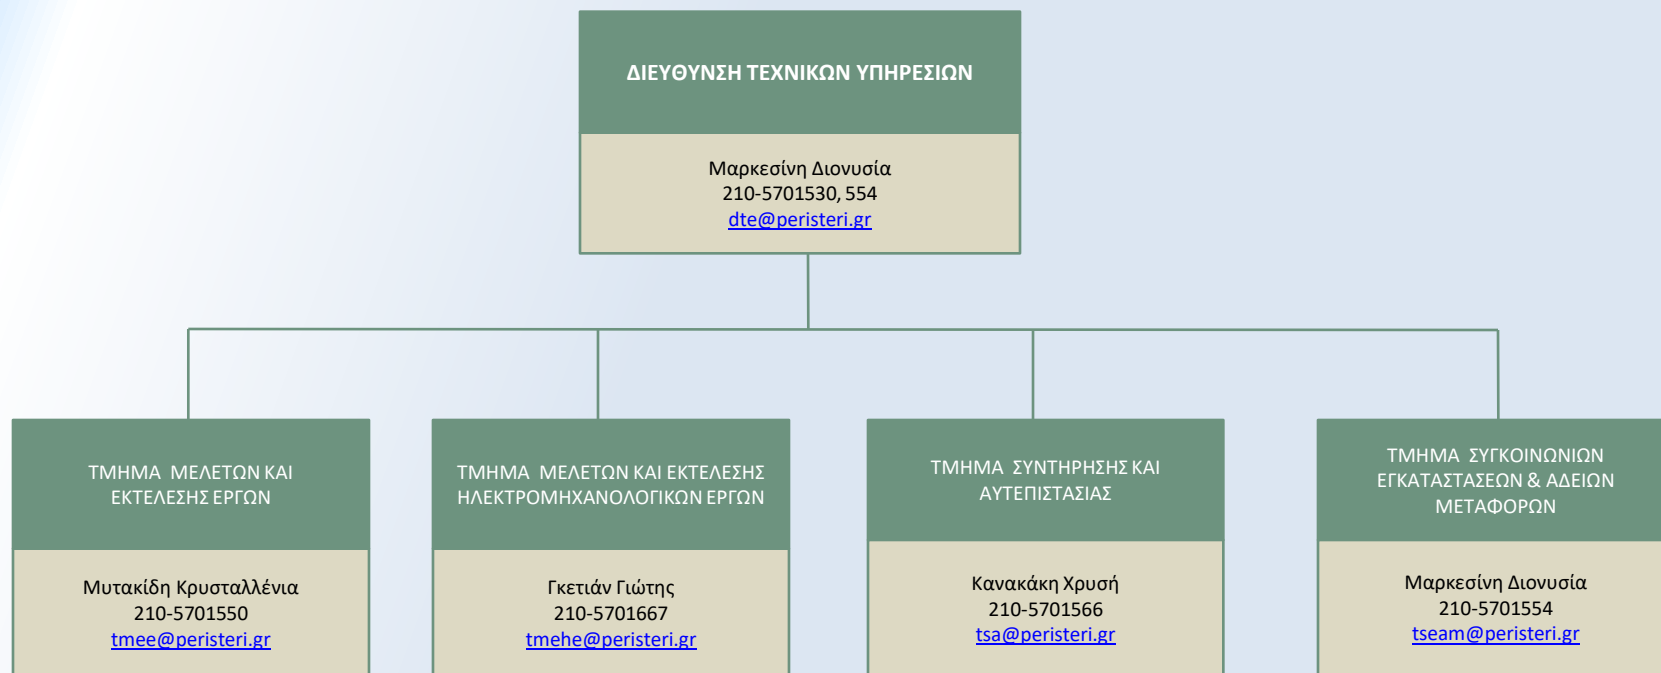 ΔΙΕΥΘΥΝΣΗ ΤΕΧΝΙΚΩΝ ΥΠΗΡΕΣΙΩΝ
Μαρκεσίνη Διονυσία
210-5701530, 554
dte@peristeri.gr
ΤΜΗΜΑ ΜΕΛΕΤΩΝ ΚΑΙ
ΕΚΤΕΛΕΣΗΣ ΕΡΓΩΝ
Μυτακίδη Κρυσταλλένια
210-5701550
tmee@peristeri.gr
ΤΜΗΜΑ ΜΕΛΕΤΩΝ ΚΑΙ ΕΚΤΕΛΕΣΗΣ
ΗΛΕΚΤΡΟΜΗΧΑΝΟΛΟΓΙΚΩΝ ΕΡΓΩΝ
Γκετιάν Γιώτης
210-5701667
tmehe@peristeri.gr
ΤΜΗΜΑ ΣΥΝΤΗΡΗΣΗΣ ΚΑΙ
ΑΥΤΕΠΙΣΤΑΣΙΑΣ
Κανακάκη Χρυσή
210-5701566
tsa@peristeri.gr
ΤΜΗΜΑ ΣΥΓΚΟΙΝΩΝΙΩΝ
ΕΓΚΑΤΑΣΤΑΣΕΩΝ & ΑΔΕΙΩΝ
ΜΕΤΑΦΟΡΩΝ
Μαρκεσίνη Διονυσία
210-5701554
tseam@peristeri.gr